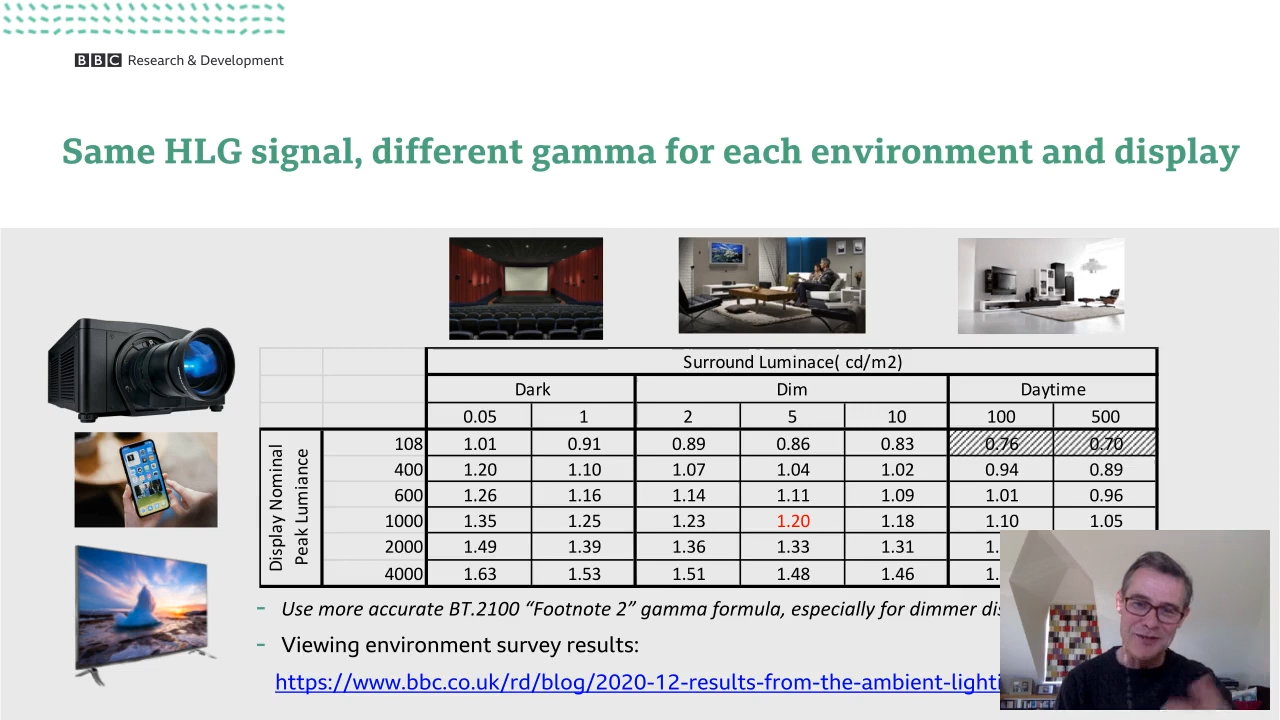 BBC Research & Development
Same HLG signal, different gamma for each environment and display
Surround Luminace( cd/m2)
Dark Dim Daytime
0.05 1 2 5 10 100 500
Display Nominal
Peak Lumiance
108 1.01 0.91 0.89 0.86 0.83 0.76 0.70
400 1.20 1.10 1.07 1.04 1.02 0.94 0.89
600 1.26 1.16 1.14 1.11 1.09 1.01 0.96
1000 1.35 1.25 1.23 1.20 1.18 1.10 1.05
2000 1.49 1.39 1.36 1.33 1.31 1.
4000 1.63 1.53 1.51 1.48 1.46 1.
- Use more accurate BT.2100 “Footnote 2” gamma formula, especially for dimmer dis
- Viewing environment survey results:
https://www.bbc.co.uk/rd/blog/2020-12-results-from-the-ambient-lighti